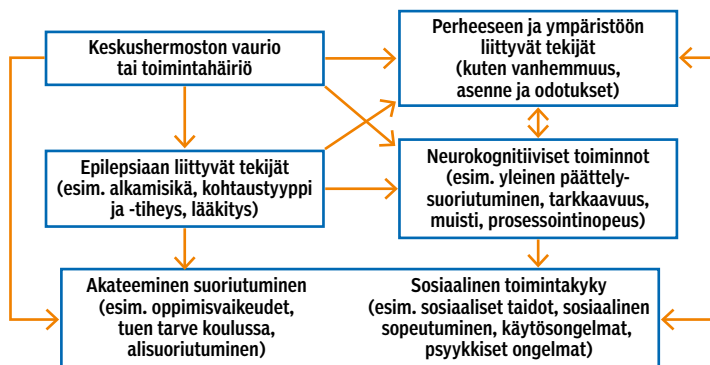 Keskushermoston vaurio
tai toimintahäiriö
Perheeseen ja ympäristöön
liittyvät tekijät
(kuten vanhemmuus,
asenne ja odotukset)
Epilepsiaan liittyvät tekijät
(esim. alkamisikä, kohtaustyyppi
ja -tiheys, lääkitys)
Neurokognitiiviset toiminnot
(esim. yleinen päättely-
suoriutuminen, tarkkaavuus,
muisti, prosessointinopeus)
Akateeminen suoriutuminen
(esim. oppimisvaikeudet,
tuen tarve koulussa,
alisuoriutuminen)
Sosiaalinen toimintakyky
(esim. sosiaaliset taidot, sosiaalinen
sopeutuminen, käytösongelmat,
psyykkiset ongelmat)